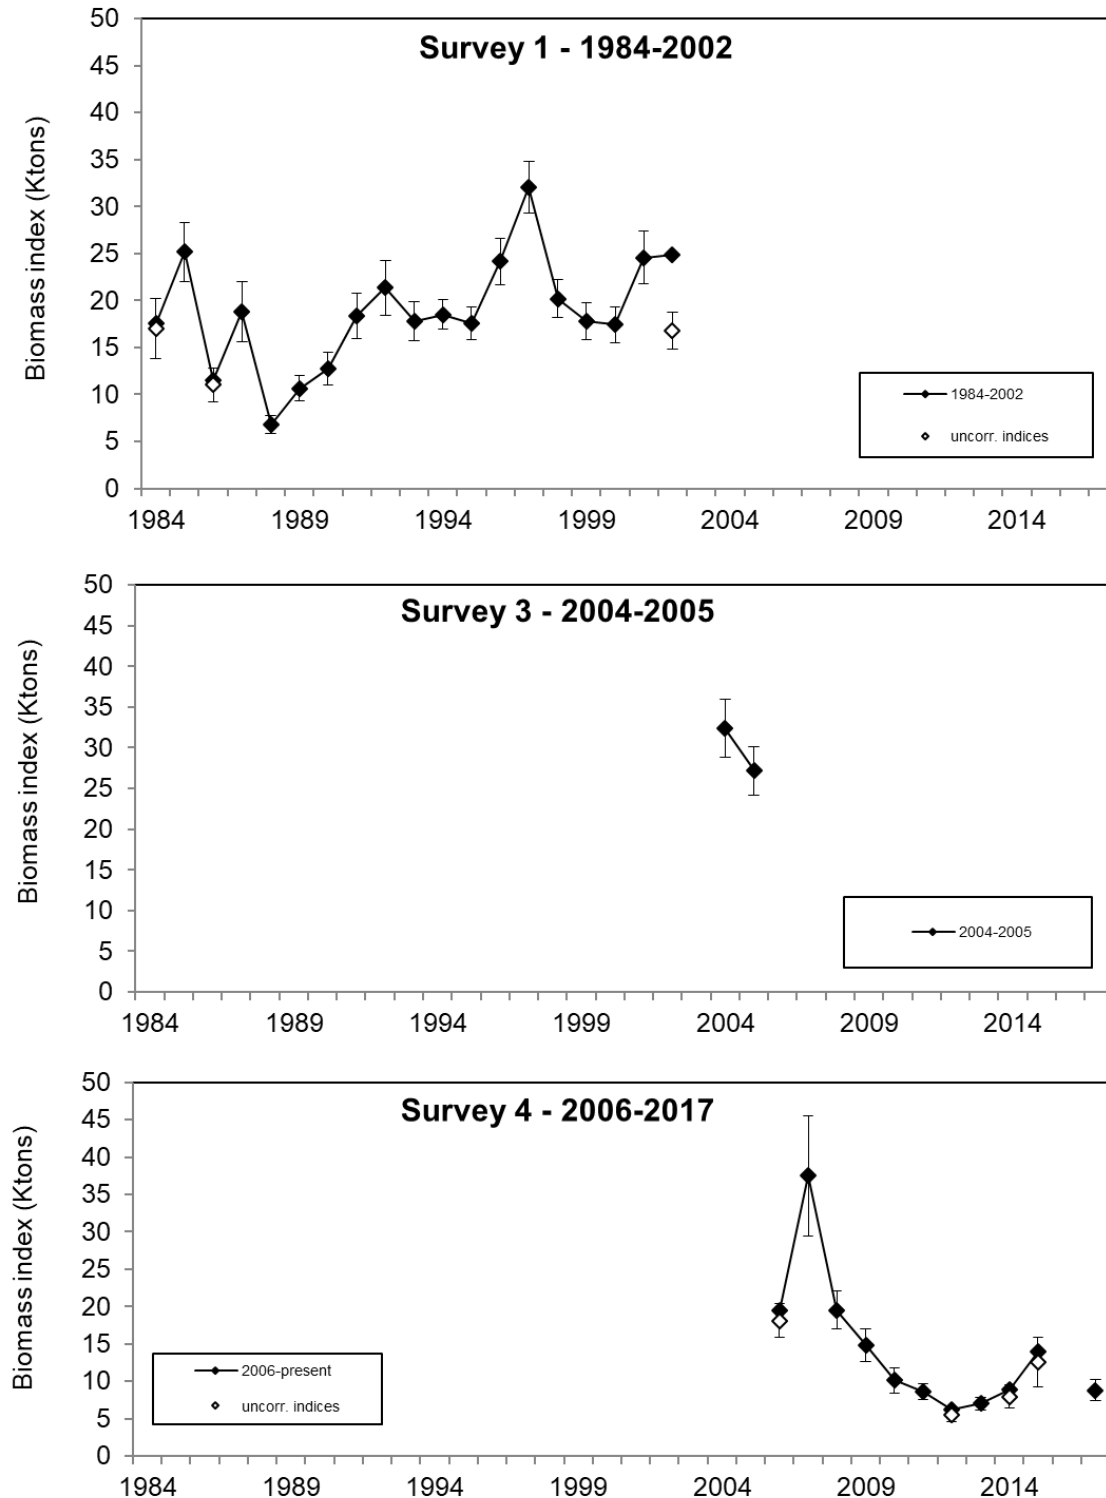 Survey 1 - 1984-2002
Biomass index (Ktons)
50
45
40
35
30
25
20
15
10
5
0
1984-2002
uncorr. indices
1984 1989 1994 1999 2004 2009 2014
Survey 3 - 2004-2005
Biomass index (Ktons)
50
45
40
35
30
25
20
15
10
5
0
2004-2005
1984 1989 1994 1999 2004 2009 2014
Survey 4 - 2006-2017
Biomass index (Ktons)
50
45
40
35
30
25
20
15
10
5
0
2006-present
uncorr. indices
1984 1989 1994 1999 2004 2009 2014